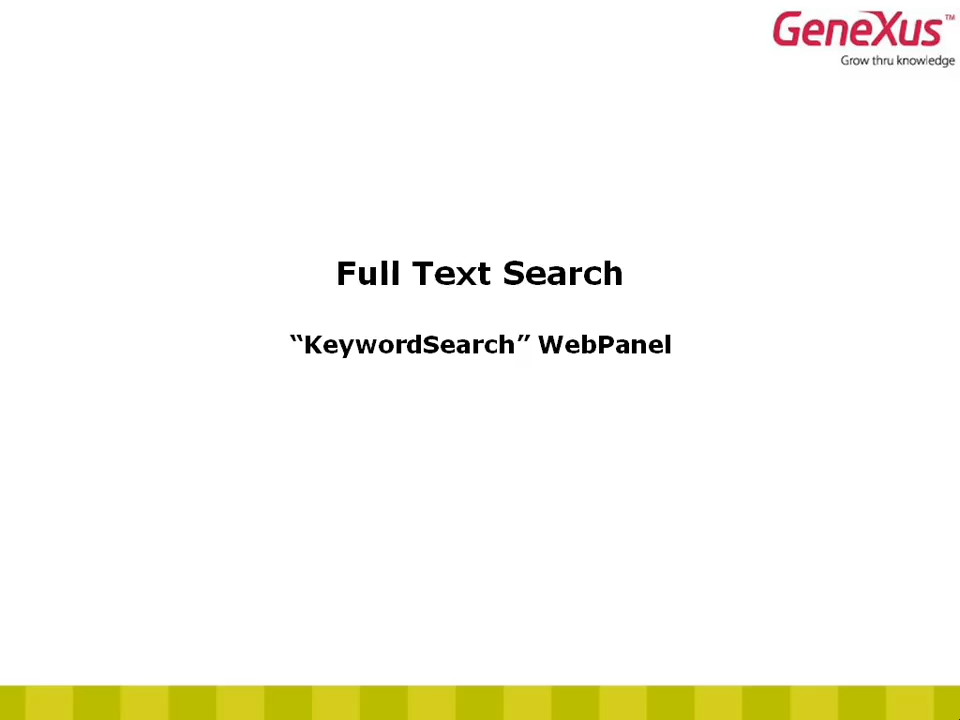 GeneXus™
Grow thru knowledge
Full Text Search
“KeywordSearch” WebPanel